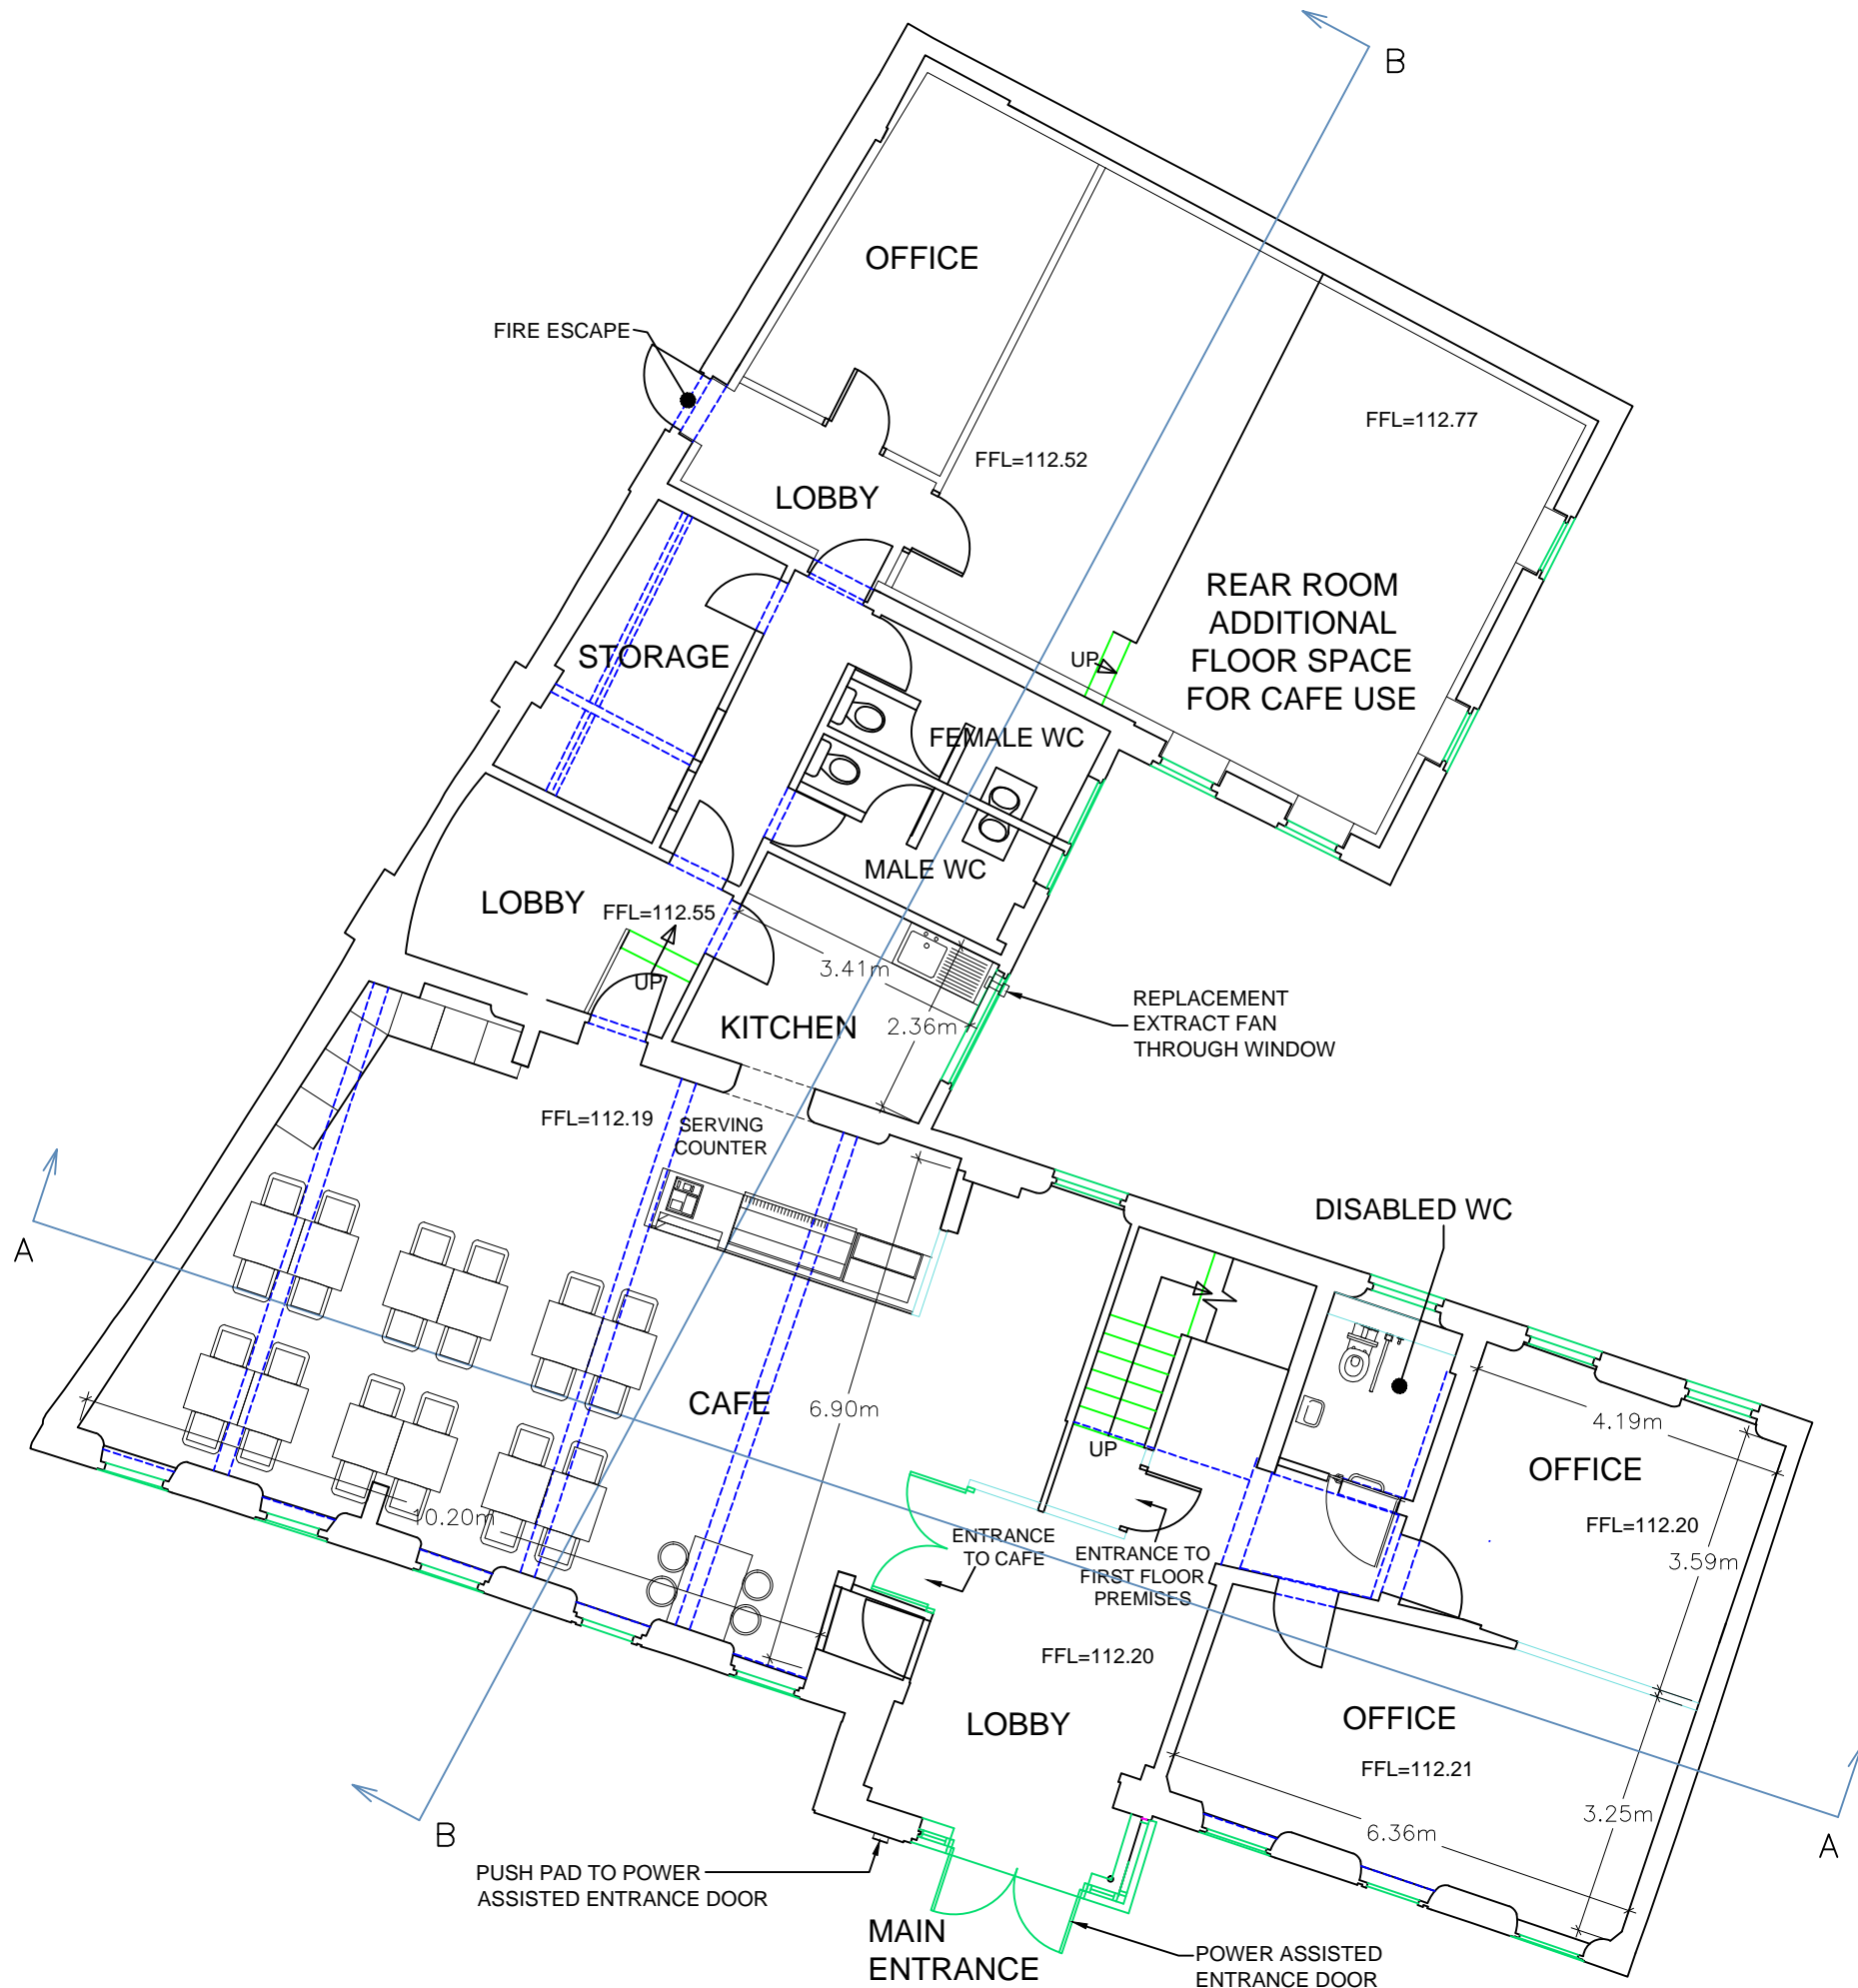 B
OFFICE
FIRE ESCAPE
FFL=112.77
FFL=112.52
LOBBY
REAR ROOM
ADDITIONAL
FLOOR SPACE
FOR CAFE USE
STORAGE
UP
FEMALE WC
MALE WC
LOBBY
FFL=112.55
3.41m
UP
KITCHEN
2.36m
REPLACEMENT
EXTRACT FAN
THROUGH WINDOW
FFL=112.19
SERVING
COUNTER
DISABLED WC
A
CAFE
6.90m
4.19m
UP
OFFICE
10.20m
FFL=112.20
3.59m
ENTRANCE
TO CAFE
ENTRANCE TO
FIRST FLOOR
PREMISES
FFL=112.20
LOBBY
OFFICE
FFL=112.21
3.25m
6.36m
B
A
PUSH PAD TO POWER
ASSISTED ENTRANCE DOOR
MAIN
ENTRANCE
POWER ASSISTED
ENTRANCE DOOR